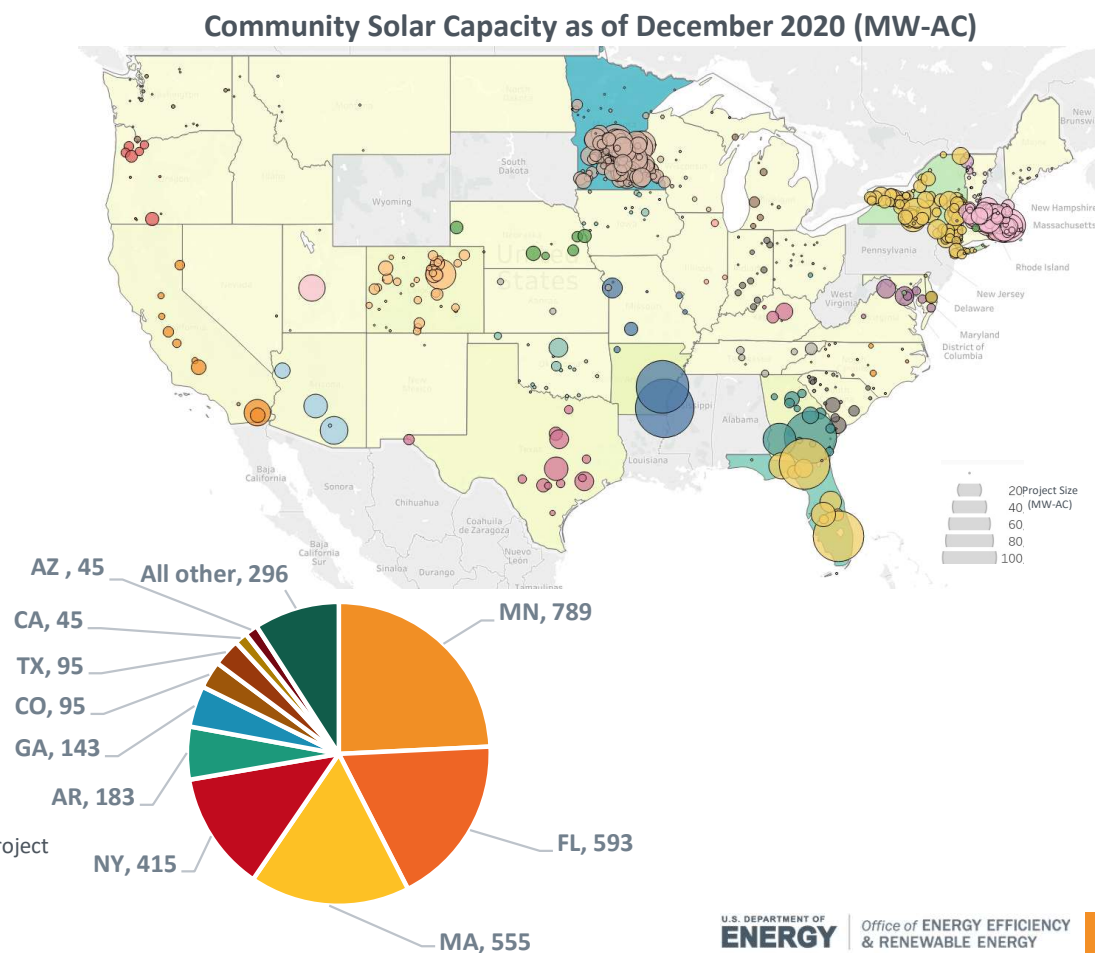 Community Solar Capacity as of December 2020 (MW-AC)
New
Brunswi
South
Dakota
Wyoming
New Hampshire
Massachusetts
United
States
Pennsylvania
Rhode Island
West
Virginia
New Jersey
Delaware
Maryland
District of
Columbia
Alabama
Louisiana
Baja
California
Sonora
Chihuahua
Coahuila
de Zaragoza
Baja
California
Sur
Nuevo
León
Sinaloa
Durango
Tamaulipas
20
40
60
80
100
Project Size
(MW-AC)
AZ , 45
All other, 296
CA, 45
MN, 789
TX, 95
CO, 95
GA, 143
AR, 183
FL, 593
roject
NY, 415
MA, 555
U.S. DEPARTMENT OF
ENERGY
Office of ENERGY EFFICIENCY
& RENEWABLE ENERGY